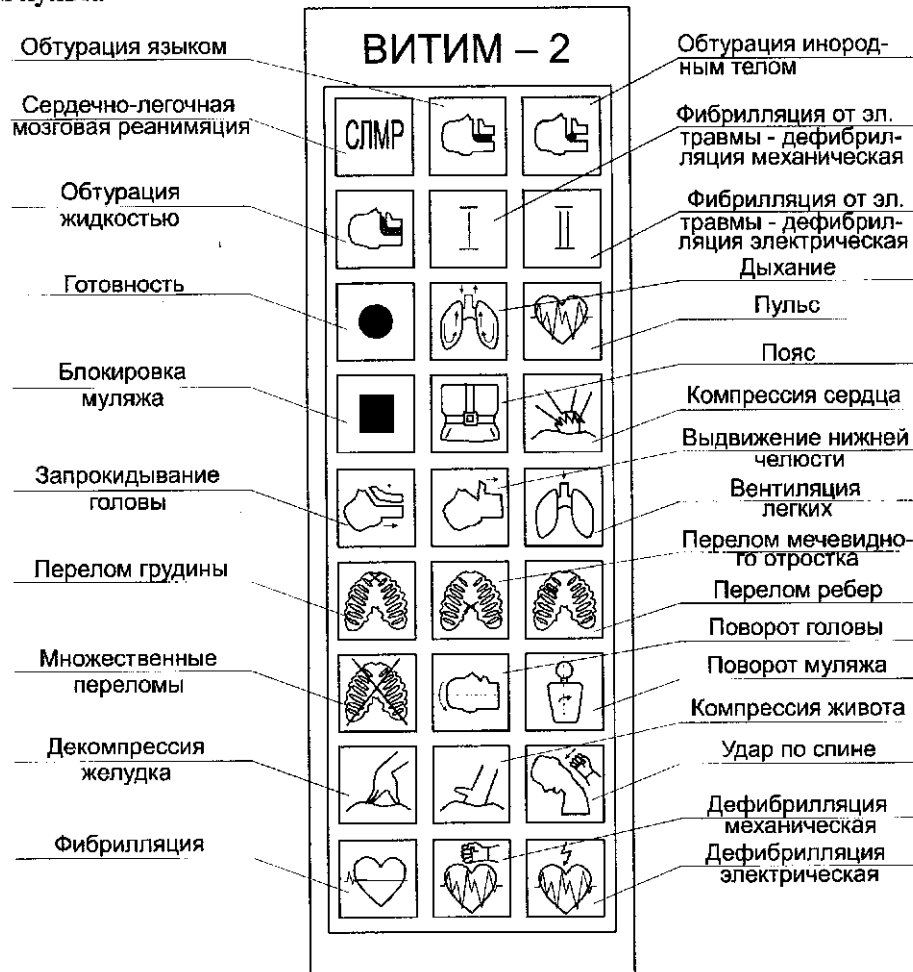 ВИТИМ – 2
СЛМР
Обтурация языком
Сердечно-легочная
мозговая реанимяция
Обтурация
жидкостью
Готовность
Блокировка
муляжа
Запрокидывание
головы
Перелом грудины
Множественные
переломы
Декомпрессия
желудка
Фибрилляция
Обтурация инород-
ным телом
Фибрилляция от эл.
травмы - дефибрил-
ляция механическая
Фибрилляция от эл.
травмы - дефибрил-
ляция электрическая
Дыхание
Пульс
Пояс
Компрессия сердца
Выдвижение нижней
челюсти
Вентиляция
легких
Перелом мечевидно-
го отростка
Перелом ребер
Поворот головы
Поворот муляжа
Компрессия живота
Удар по спине
Дефибрилляция
механическая
Дефибрилляция
электрическая